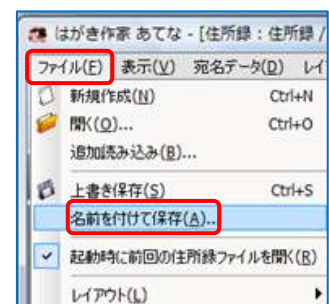 はがき作家 あてな - [住所録 : 住所録 /
ファイル(F) 表示(V) 宛名データ(D) レイ
新規作成(N) Ctrl+N
開く(O)... Ctrl+O
追加読み込み(B)...
上書き保存(S) Ctrl+S
名前を付けて保存(A)...
起動時に前回の住所録ファイルを開く(R)
レイアウト(L)